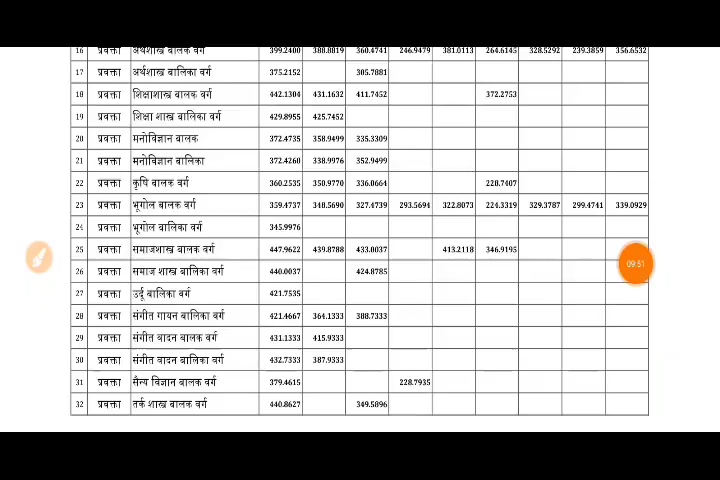 16 प्रवक्ता अर्थशास्त्र बालक वर्ग 399.2400 388.8819 360.4741 246.9479 381.0113 264.6145 328.5292 239.3859 356.6532
17 प्रवक्ता अर्थशास्त्र बालिका वर्ग 375.2152 305.7881
18 प्रवक्ता शिक्षाशास्त्र बालक वर्ग 442.1304 431.1632 411.7452 372.2753
19 प्रवक्ता शिक्षा शास्त्र बालिका वर्ग 429.8955 425.7452
20 प्रवक्ता मनोविज्ञान बालक 372.4735 358.9499 335.3309
21 प्रवक्ता मनोविज्ञान बालिका 372.4260 338.9976 352.9499
22 प्रवक्ता कृषि बालक वर्ग 360.2535 350.9770 336.0664 228.7407
23 प्रवक्ता भूगोल बालक वर्ग 359.4737 348.5690 327.4739 293.5694 322.8073 224.3319 329.3787 299.4741 339.0929
24 प्रवक्ता भूगोल बालिका वर्ग 345.9976
25 प्रवक्ता समाजशास्त्र बालक वर्ग 447.9622 439.8788 433.0037 413.2118 346.9195
26 प्रवक्ता समाज शास्त्र बालिका वर्ग 440.0037 424.8785
27 प्रवक्ता उर्दू बालिका वर्ग 421.7535
28 प्रवक्ता संगीत गायन बालिका वर्ग 421.4667 364.1333 388.7333
29 प्रवक्ता संगीत वादन बालक वर्ग 431.1333 415.9333
30 प्रवक्ता संगीत वादन बालिका वर्ग 432.7333 387.9333
31 प्रवक्ता सैन्य विज्ञान बालक वर्ग 379.4615 228.7935
32 प्रवक्ता तर्क शास्त्र बालक वर्ग 440.8627 349.5896
09:51